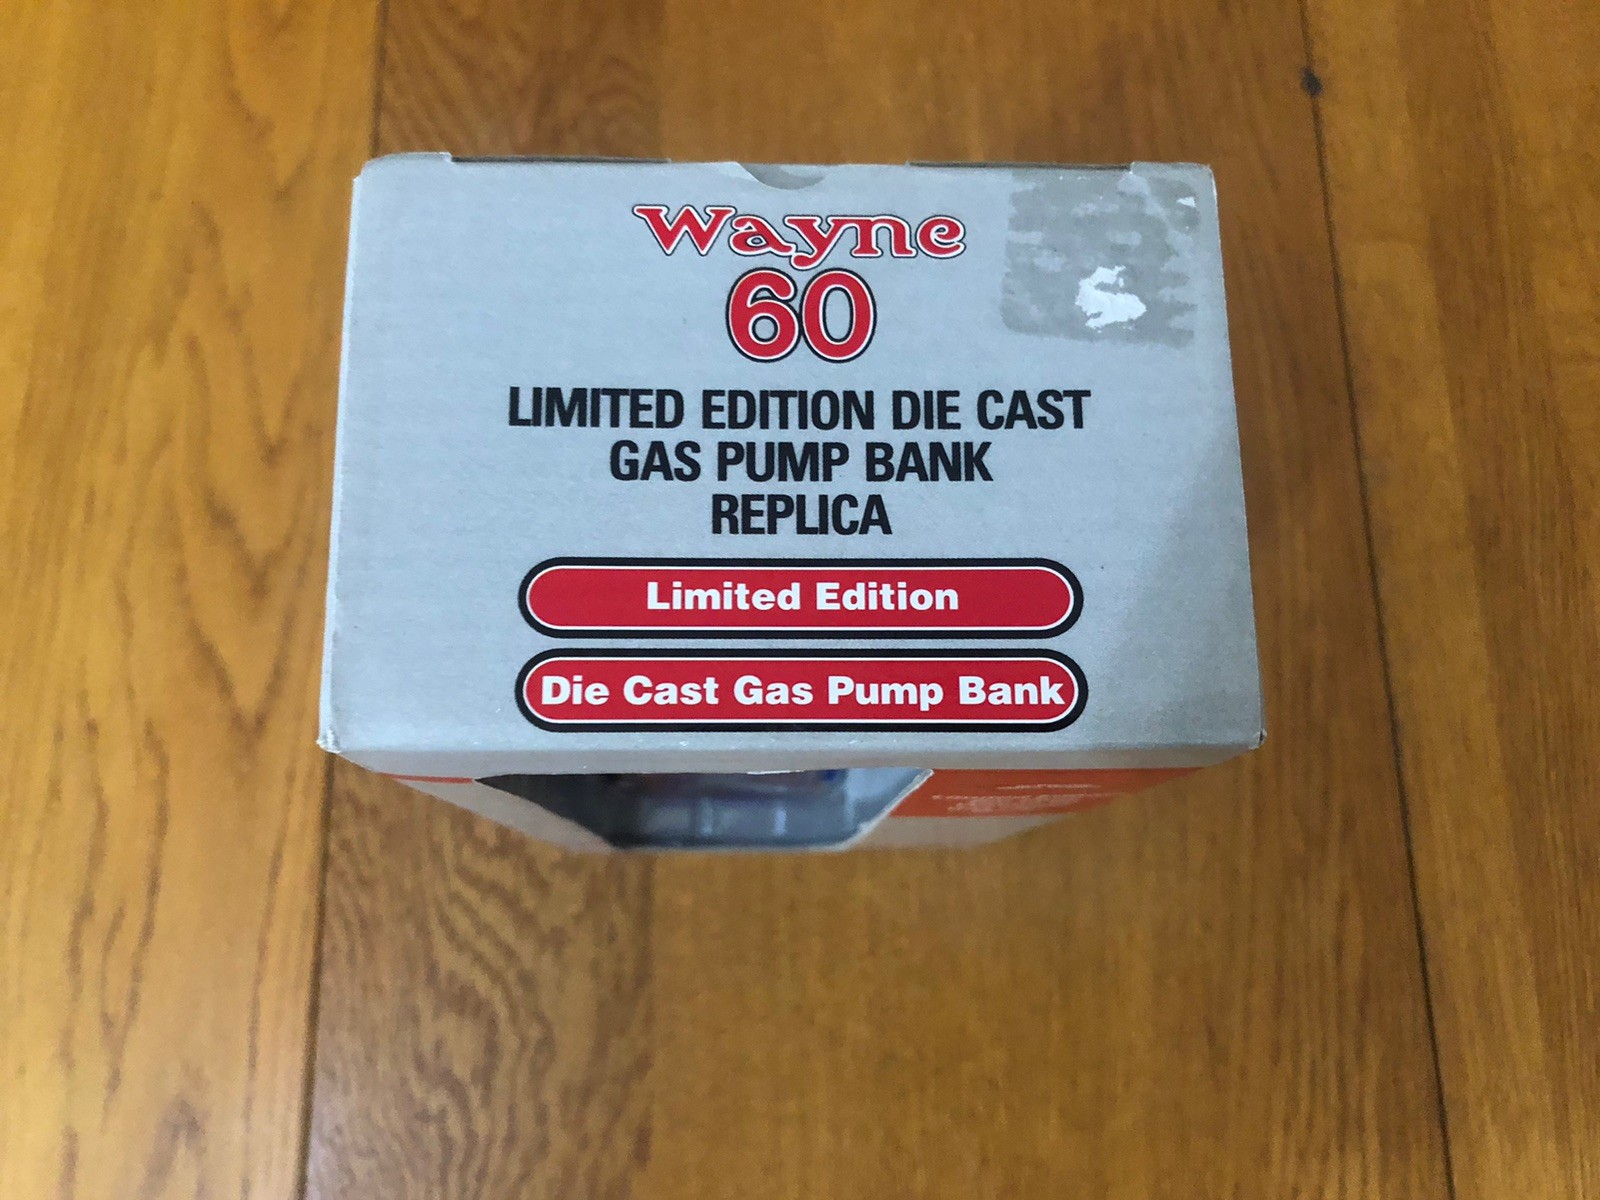 Wayne
60
LIMITED EDITION DIE CAST
GAS PUMP BANK
REPLICA
Limited Edition
Die Cast Gas Pump Bank